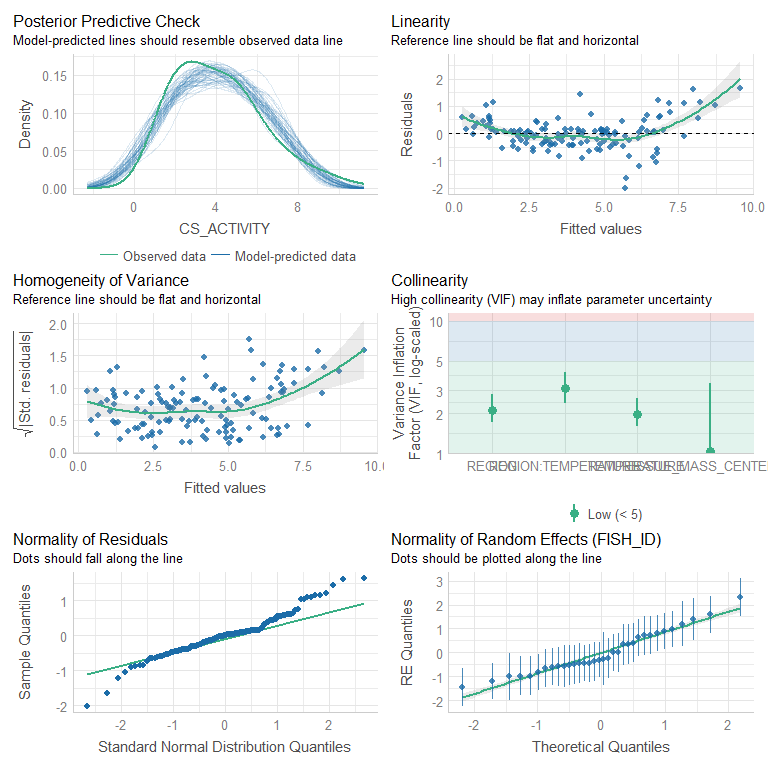 Posterior Predictive Check
Model-predicted lines should resemble observed data line
Density
0.15
0.10
0.05
0.00
0
4
8
CS_ACTIVITY
Observed data
Model-predicted data
Linearity
Reference line should be flat and horizontal
Residuals
2
1
0
-1
-2
0.0
2.5
5.0
7.5
10.0
Fitted values
Homogeneity of Variance
Reference line should be flat and horizontal
√|Std. residuals|
2.0
1.5
1.0
0.5
0.0
0.0
2.5
5.0
7.5
10.0
Fitted values
Collinearity
High collinearity (VIF) may inflate parameter uncertainty
Variance Inflation
Factor (VIF, log-scaled)
10
5
3
2
1
REGION
REGION:TEMPERATURE
MASS_CENTE
Low (< 5)
Normality of Residuals
Dots should fall along the line
Sample Quantiles
1
0
-1
-2
-2
-1
0
1
2
Standard Normal Distribution Quantiles
Normality of Random Effects (FISH_ID)
Dots should be plotted along the line
RE Quantiles
3
2
1
0
-1
-2
-2
-1
0
1
2
Theoretical Quantiles